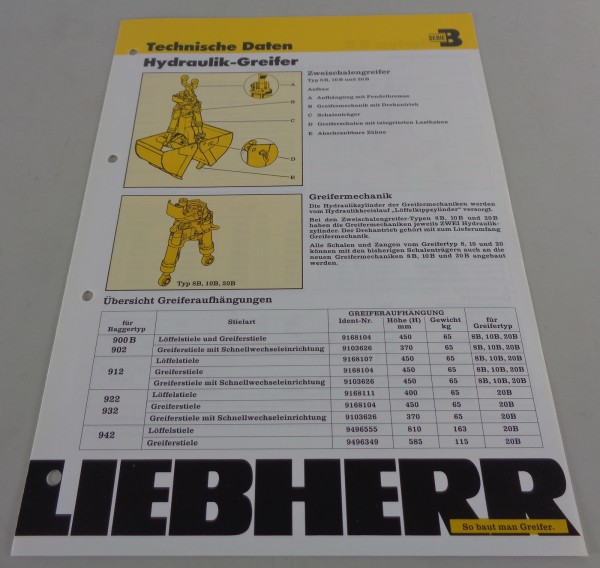 Technische Daten
Hydraulik-Greifer
SERIE B
Zweischalengreifer
Typ 8B, 10B und 20B
Aufbau
A Aufhängung mit Pendelbremse
B Greifermechanik mit Drehantrieb
C Schalenträger
D Greiferschalen mit integrierten Lasthaken
E Abschraubbare Zähne
A
B
C
D
E
Typ 8B, 10B, 20B
Greifermechanik
Die Hydraulikzylinder der Greifermechaniken werden
vom Hydraulikkreislauf „Löffelkippzylinder“ versorgt.
Bei den Zweischalengreifer-Typen 8B, 10B und 20B
haben die Greifermechaniken jeweils ZWEI Hydraulik-
zylinder. Der Drehantrieb gehört mit zum Lieferumfang
Greifermechanik.
Alle Schalen und Zangen vom Greifertyp 8, 10 und 20
können mit den bisherigen Schalenträgern auch an die
neuen Greifermechaniken 8B, 10B und 20B angebaut
werden.
Übersicht Greiferaufhängungen
für Baggertyp Stielart GREIFERAUFHÄNGUNG Ident-Nr. Höhe (H) mm Gewicht kg für Greifertyp
900 B Löffelstiele und Greiferstiele 9168104 450 65 8B, 10B, 20B
902 Greiferstiele mit Schnellwechseleinrichtung 9103626 370 65 8B, 10B, 20B
912 Löffelstiele 9168107 450 65 8B, 10B, 20B
Greiferstiele 9168104 450 65 8B, 10B, 20B
Greiferstiele mit Schnellwechseleinrichtung 9103626 450 65 8B, 10B, 20B
922 Löffelstiele 9168111 400 65 20B
932 Greiferstiele 9168104 450 65 20B
Greiferstiele mit Schnellwechseleinrichtung 9103626 370 65 20B
942 Löffelstiele 9496555 810 163 20B
Greiferstiele 9496349 585 115 20B
LIEBHERR
So baut man Greifer.